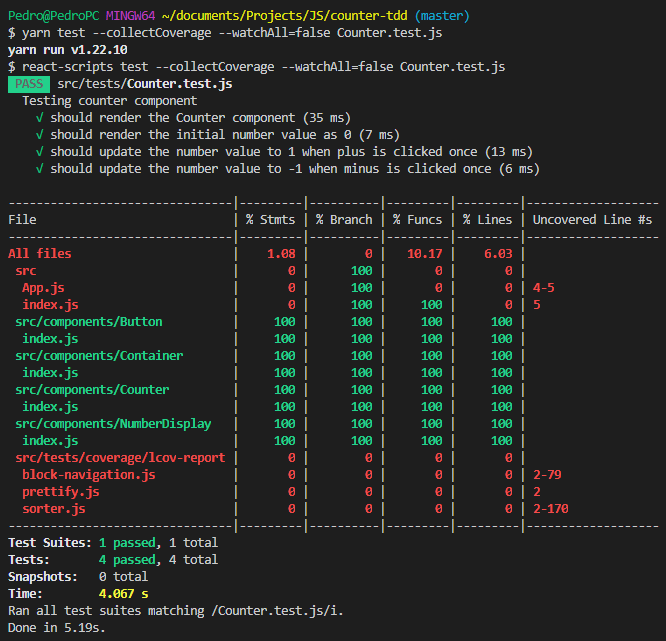 Pedro@PedroPC MINGW64 ~/documents/Projects/JS/counter-tdd (master)
$ yarn test --collectCoverage --watchAll=false Counter.test.js
yarn run v1.22.10
$ react-scripts test --collectCoverage --watchAll=false Counter.test.js
PASS src/tests/Counter.test.js
  Testing counter component
    √ should render the Counter component (35 ms)
    √ should render the initial number value as 0 (7 ms)
    √ should update the number value to 1 when plus is clicked once (13 ms)
    √ should update the number value to -1 when minus is clicked once (6 ms)

---------------------------|---------|----------|---------|---------|-------------------
File                       | % Stmts | % Branch | % Funcs | % Lines | Uncovered Line #s
---------------------------|---------|----------|---------|---------|-------------------
All files                  |    1.08 |        0 |   10.17 |    6.03 |
 src                       |       0 |      100 |       0 |       0 |
  App.js                   |       0 |      100 |       0 |       0 | 4-5
  index.js                 |       0 |      100 |     100 |       0 | 5
 src/components/Button     |     100 |      100 |     100 |     100 |
  index.js                 |     100 |      100 |     100 |     100 |
 src/components/Container  |     100 |      100 |     100 |     100 |
  index.js                 |     100 |      100 |     100 |     100 |
 src/components/Counter    |     100 |      100 |     100 |     100 |
  index.js                 |     100 |      100 |     100 |     100 |
 src/components/NumberDisplay |     100 |      100 |     100 |     100 |
  index.js                 |     100 |      100 |     100 |     100 |
 src/tests/coverage/lcov-report |       0 |        0 |       0 |       0 |
  block-navigation.js      |       0 |        0 |       0 |       0 | 2-79
  prettify.js              |       0 |        0 |       0 |       0 | 2
  sorter.js                |       0 |        0 |       0 |       0 | 2-170
---------------------------|---------|----------|---------|---------|-------------------
Test Suites: 1 passed, 1 total
Tests:       4 passed, 4 total
Snapshots:   0 total
Time:        4.067 s
Ran all test suites matching /Counter.test.js/i.
Done in 5.19s.